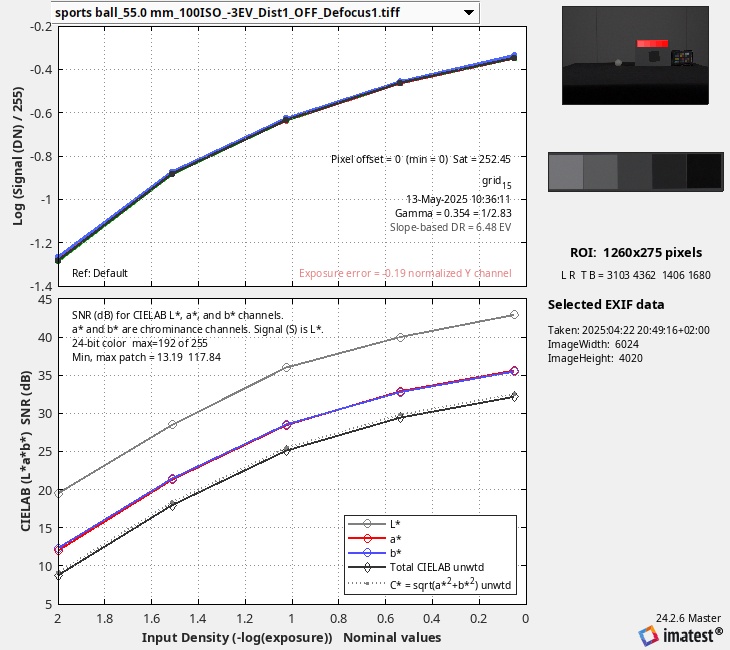 sports ball_55.0 mm_100ISO_-3EV_Dist1_OFF_Defocus1.tiff
-0.2
-0.4
-0.6
-0.8
-1
-1.2
-1.4
Log (Signal (DN) / 255)
Pixel offset = 0 (min = 0) Sat = 252.45
grid15
13-May-2025 10:36:11
Gamma = 0.354 = 1/2.83
Slope-based DR = 6.48 EV
Ref: Default
Exposure error = -0.19 normalized Y channel
ROI: 1260x275 pixels
L R T B = 3103 4362 1406 1680
Selected EXIF data
Taken: 2025:04:22 20:49:16+02:00
ImageWidth: 6024
ImageHeight: 4020
45
40
35
30
25
20
15
10
5
CIELAB (L*a*b*) SNR (dB)
SNR (dB) for CIELAB L*, a*, and b* channels.
a* and b* are chrominance channels. Signal (S) is L*.
24-bit color max=192 of 255
Min, max patch = 13.19 117.84
L*
a*
b*
Total CIELAB unwtd
C* = sqrt(a*2+b*2) unwtd
2 1.8 1.6 1.4 1.2 1 0.8 0.6 0.4 0.2 0
Input Density (-log(exposure)) Nominal values
24.2.6 Master
imatest®